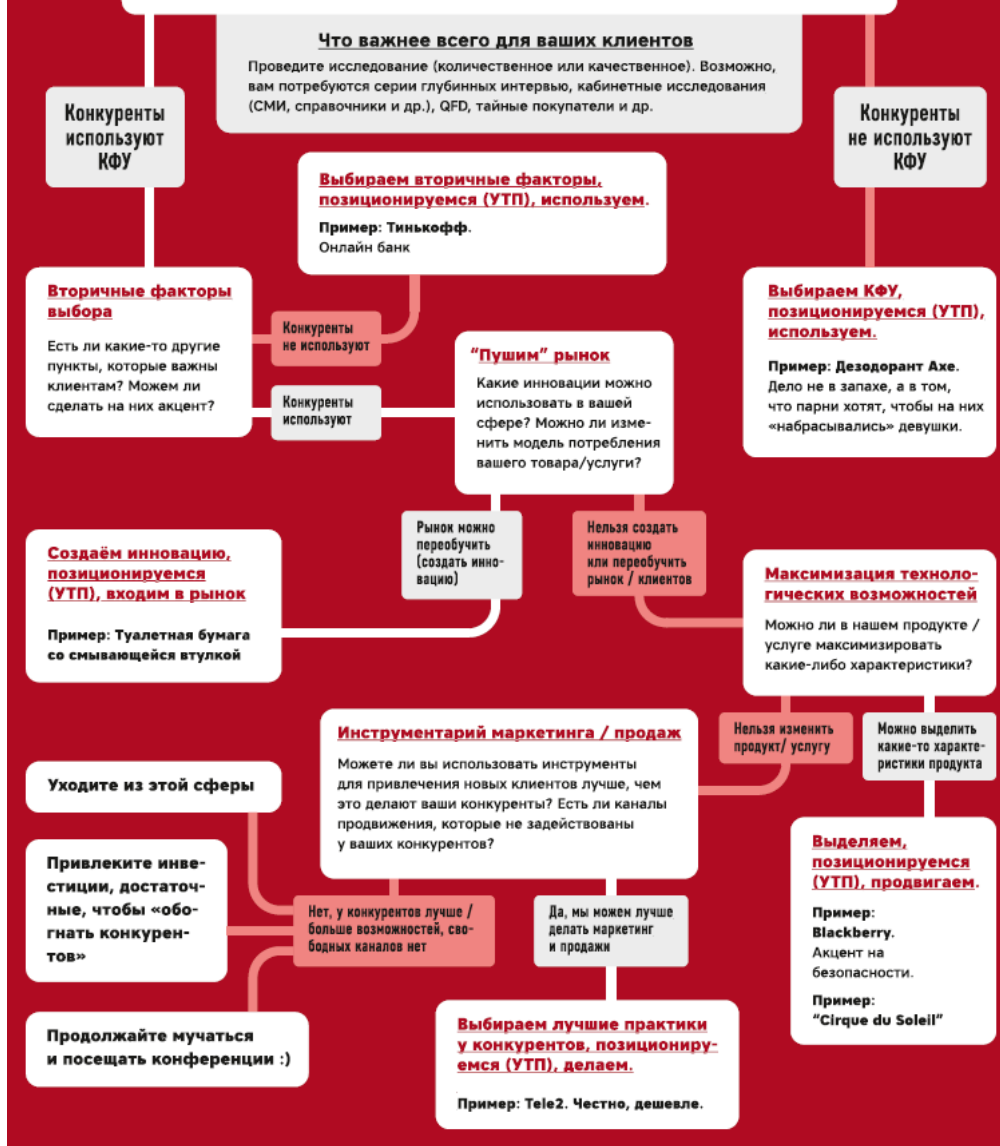 Что важнее всего для ваших клиентов
Проведите исследование (количественное или качественное). Возможно,
вам потребуются серии глубинных интервью, кабинетные исследования
(СМИ, справочники и др.), QFD, тайные покупатели и др.
Конкуренты
используют
КФУ
Конкуренты
не используют
КФУ
Выбираем вторичные факторы,
позиционируемся (УТП), используем.
Пример: Тинькофф.
Онлайн банк
Вторичные факторы
выбора
Есть ли какие-то другие
пункты, которые важны
клиентам? Можем ли
сделать на них акцент?
Конкуренты
не используют
Конкуренты
используют
“Пушим” рынок
Какие инновации можно
использовать в вашей
сфере? Можно ли изме-
нить модель потребления
вашего товара/услуги?
Выбираем КФУ,
позиционируемся (УТП),
используем.
Пример: Дезодорант Axe.
Дело не в запахе, а в том,
что парни хотят, чтобы на них
«набрасывались» девушки.
Рынок можно
переобучить
(создать инно-
вацию)
Нельзя создать
инновацию
или переобучить
рынок / клиентов
Создаём инновацию,
позиционируемся
(УТП), входим в рынок
Пример: Туалетная бумага
со смывающейся втулкой
Максимизация техноло-
гических возможностей
Можно ли в нашем продукте /
услуге максимизировать
какие-либо характеристики?
Нельзя изменить
продукт/ услугу
Можно выделить
какие-то характе-
ристики продукта
Инструментарий маркетинга / продаж
Можете ли вы использовать инструменты
для привлечения новых клиентов лучше, чем
это делают ваши конкуренты? Есть ли каналы
продвижения, которые не задействованы
у ваших конкурентов?
Уходите из этой сферы
Привлеките инве-
стиции, достаточ-
ные, чтобы «обо-
гнать конкурен-
тов»
Продолжайте мучаться
и посещать конференции :)
Нет, у конкурентов лучше /
больше возможностей, сво-
бодных каналов нет
Да, мы можем лучше
делать маркетинг
и продажи
Выделяем,
позиционируемся
(УТП), продвигаем.
Пример:
Blackberry.
Акцент на
безопасности.
Пример:
“Cirque du Soleil”
Выбираем лучшие практики
у конкурентов, позициониру-
емся (УТП), делаем.
Пример: Tele2. Честно, дешевле.